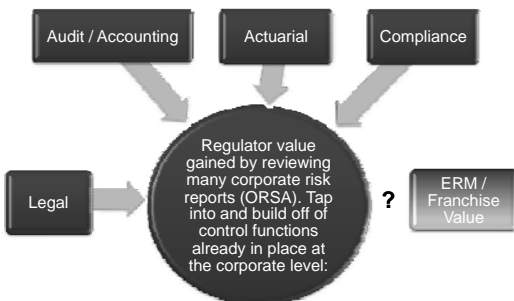 Audit / Accounting
Actuarial
Compliance
Legal
Regulator value
gained by reviewing
many corporate risk
reports (ORSA). Tap
into and build off of
control functions
already in place at
the corporate level:
?
ERM /
Franchise
Value